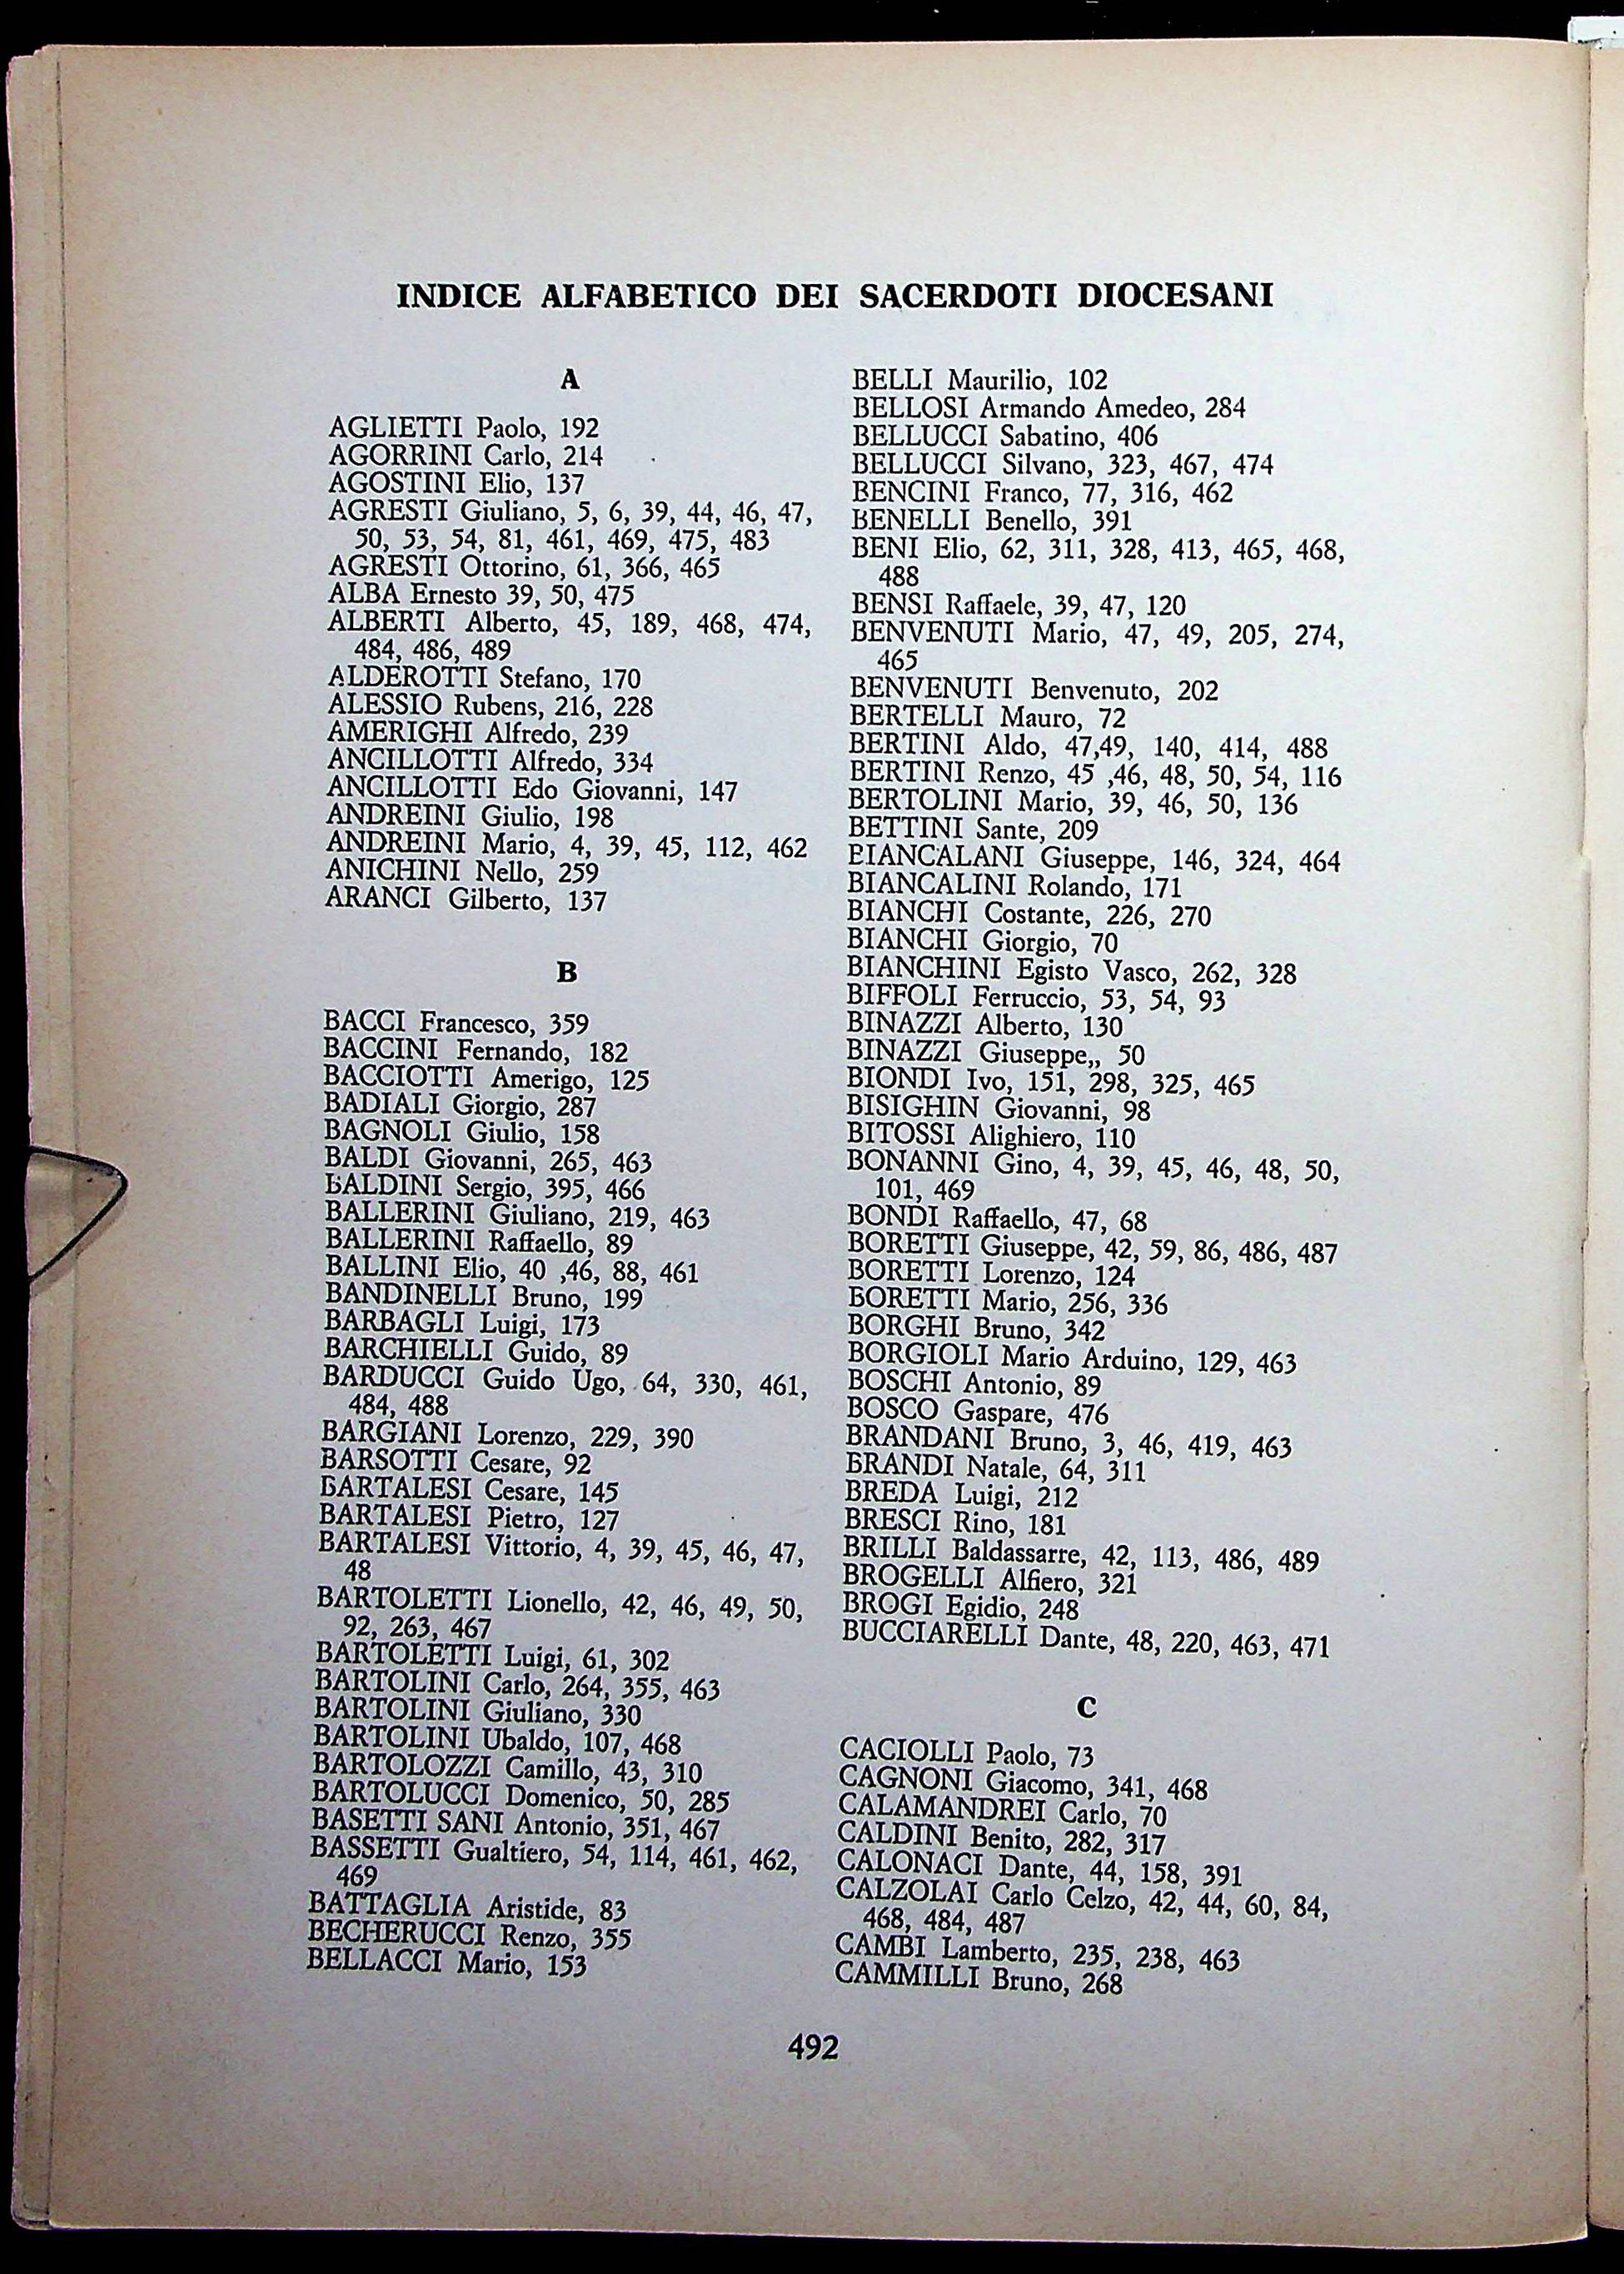 INDICE ALFABETICO DEI SACERDOTI DIOCESANI
A
AGLIETTI Paolo, 192
AGORRINI Carlo, 214
AGOSTINI Elio, 137
AGRESTI Giuliano, 5, 6, 39, 44, 46, 47,
50, 53, 54, 81, 461, 469, 475, 483
AGRESTI Ottorino, 61, 366, 465
ALBA Ernesto 39, 50, 475
ALBERTI Alberto, 45, 189, 468, 474,
484, 486, 489
ALDEROTTI Stefano, 170
ALESSIO Rubens, 216, 228
AMERIGHI Alfredo, 239
ANCILLOTTI Alfredo, 334
ANCILLOTTI Edo Giovanni, 147
ANDREINI Giulio, 198
ANDREINI Mario, 4, 39, 45, 112, 462
ANICHINI Nello, 259
ARANCI Gilberto, 137
B
BACCI Francesco, 359
BACCINI Fernando, 182
BACCIOTTI Amerigo, 125
BADIALI Giorgio, 287
BAGNOLI Giulio, 158
BALDI Giovanni, 265, 463
BALDINI Sergio, 395, 466
BALLERINI Giuliano, 219, 463
BALLERINI Raffaello, 89
BALLINI Elio, 40 ,46, 88, 461
BANDINELLI Bruno, 199
BARBAGLI Luigi, 173
BARCHIELLI Guido, 89
BARDUCCI Guido Ugo, 64, 330, 461,
484, 488
BARGIANI Lorenzo, 229, 390
BARSOTTI Cesare, 92
BARTALESI Cesare, 145
BARTALESI Pietro, 127
BARTALESI Vittorio, 4, 39, 45, 46, 47,
48
BARTOLETTI Lionello, 42, 46, 49, 50,
92, 263, 467
BARTOLETTI Luigi, 61, 302
BARTOLINI Carlo, 264, 355, 463
BARTOLINI Giuliano, 330
BARTOLINI Ubaldo, 107, 468
BARTOLOZZI Camillo, 43, 310
BARTOLUCCI Domenico, 50, 285
BASETTI SANI Antonio, 351, 467
BASSETTI Gualtiero, 54, 114, 461, 462,
469
BATTAGLIA Aristide, 83
BECHERUCCI Renzo, 355
BELLACCI Mario, 153
BELLI Maurilio, 102
BELLOSI Armando Amedeo, 284
BELLUCCI Sabatino, 406
BELLUCCI Silvano, 323, 467, 474
BENCINI Franco, 77, 316, 462
BENELLI Benello, 391
BENI Elio, 62, 311, 328, 413, 465, 468,
488
BENSI Raffaele, 39, 47, 120
BENVENUTI Mario, 47, 49, 205, 274,
465
BENVENUTI Benvenuto, 202
BERTELLI Mauro, 72
BERTINI Aldo, 47,49, 140, 414, 488
BERTINI Renzo, 45 ,46, 48, 50, 54, 116
BERTOLINI Mario, 39, 46, 50, 136
BETTINI Sante, 209
BIANCALANI Giuseppe, 146, 324, 464
BIANCALINI Rolando, 171
BIANCHI Costante, 226, 270
BIANCHI Giorgio, 70
BIANCHINI Egisto Vasco, 262, 328
BIFFOLI Ferruccio, 53, 54, 93
BINAZZI Alberto, 130
BINAZZI Giuseppe,, 50
BIONDI Ivo, 151, 298, 325, 465
BISIGHIN Giovanni, 98
BITOSSI Alighiero, 110
BONANNI Gino, 4, 39, 45, 46, 48, 50,
101, 469
BONDI Raffaello, 47, 68
BORETTI Giuseppe, 42, 59, 86, 486, 487
BORETTI Lorenzo, 124
BORETTI Mario, 256, 336
BORGHI Bruno, 342
BORGIOLI Mario Arduino, 129, 463
BOSCHI Antonio, 89
BOSCO Gaspare, 476
BRANDANI Bruno, 3, 46, 419, 463
BRANDI Natale, 64, 311
BREDA Luigi, 212
BRESCI Rino, 181
BRILLI Baldassarre, 42, 113, 486, 489
BROGELLI Alfiero, 321
BROGI Egidio, 248
BUCCIARELLI Dante, 48, 220, 463, 471
C
CACIOLLI Paolo, 73
CAGNONI Giacomo, 341, 468
CALAMANDREI Carlo, 70
CALDINI Benito, 282, 317
CALONACI Dante, 44, 158, 391
CALZOLAI Carlo Celzo, 42, 44, 60, 84,
468, 484, 487
CAMBI Lamberto, 235, 238, 463
CAMMILLI Bruno, 268
492